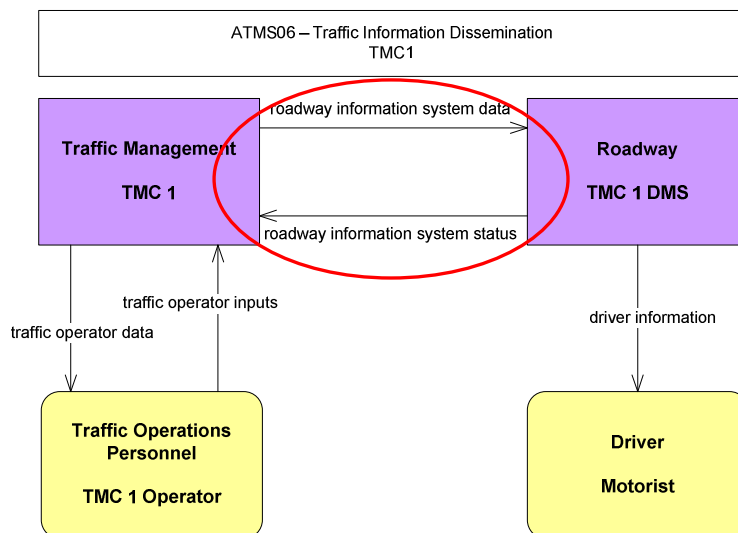 ATMS06 – Traffic Information Dissemination
TMC1
roadway information system data
Traffic Management
TMC 1
Roadway
TMC 1 DMS
roadway information system status
traffic operator inputs
traffic operator data
driver information
Traffic Operations
Personnel
TMC 1 Operator
Driver
Motorist